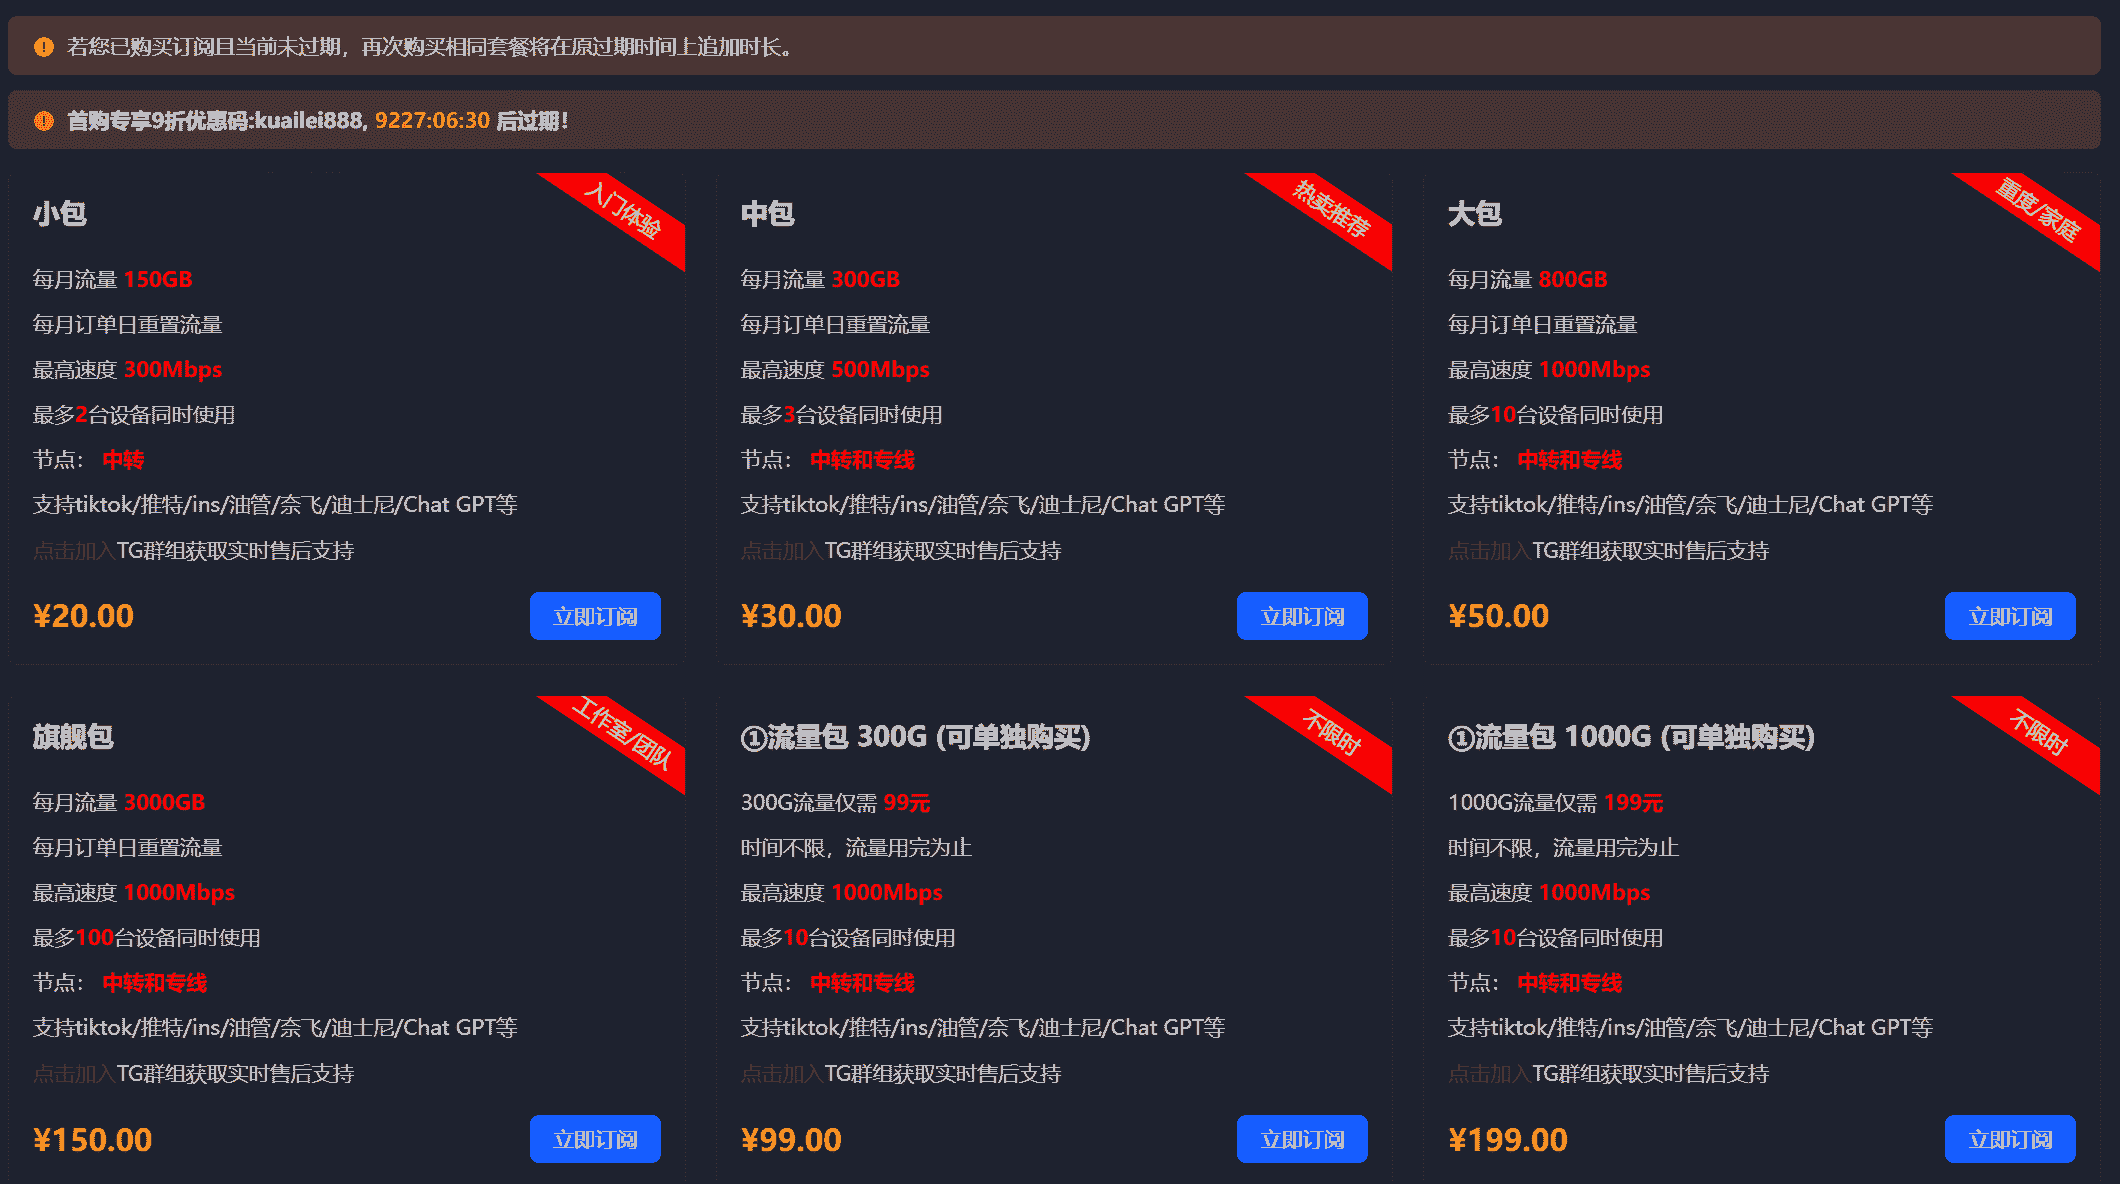 若您已购买订阅且当前未过期，再次购买相同套餐将在原过期时间上追加时长。
首购专享9折优惠码:kuailei888, 9227:06:30 后过期！
小包
入门体验
每月流量 150GB
每月订单日重置流量
最高速度 300Mbps
最多2台设备同时使用
节点： 中转
支持tiktok/推特/ins/油管/奈飞/迪士尼/Chat GPT等
点击加入TG群组获取实时售后支持
¥20.00
立即订阅
中包
热卖推荐
每月流量 300GB
每月订单日重置流量
最高速度 500Mbps
最多3台设备同时使用
节点： 中转和专线
支持tiktok/推特/ins/油管/奈飞/迪士尼/Chat GPT等
点击加入TG群组获取实时售后支持
¥30.00
立即订阅
大包
重度/家庭
每月流量 800GB
每月订单日重置流量
最高速度 1000Mbps
最多10台设备同时使用
节点： 中转和专线
支持tiktok/推特/ins/油管/奈飞/迪士尼/Chat GPT等
点击加入TG群组获取实时售后支持
¥50.00
立即订阅
旗舰包
工作室/团队
每月流量 3000GB
每月订单日重置流量
最高速度 1000Mbps
最多100台设备同时使用
节点： 中转和专线
支持tiktok/推特/ins/油管/奈飞/迪士尼/Chat GPT等
点击加入TG群组获取实时售后支持
¥150.00
立即订阅
①流量包 300G (可单独购买)
不限时
300G流量仅需 99元
时间不限，流量用完为止
最高速度 1000Mbps
最多10台设备同时使用
节点： 中转和专线
支持tiktok/推特/ins/油管/奈飞/迪士尼/Chat GPT等
点击加入TG群组获取实时售后支持
¥99.00
立即订阅
①流量包 1000G (可单独购买)
不限时
1000G流量仅需 199元
时间不限，流量用完为止
最高速度 1000Mbps
最多10台设备同时使用
节点： 中转和专线
支持tiktok/推特/ins/油管/奈飞/迪士尼/Chat GPT等
点击加入TG群组获取实时售后支持
¥199.00
立即订阅